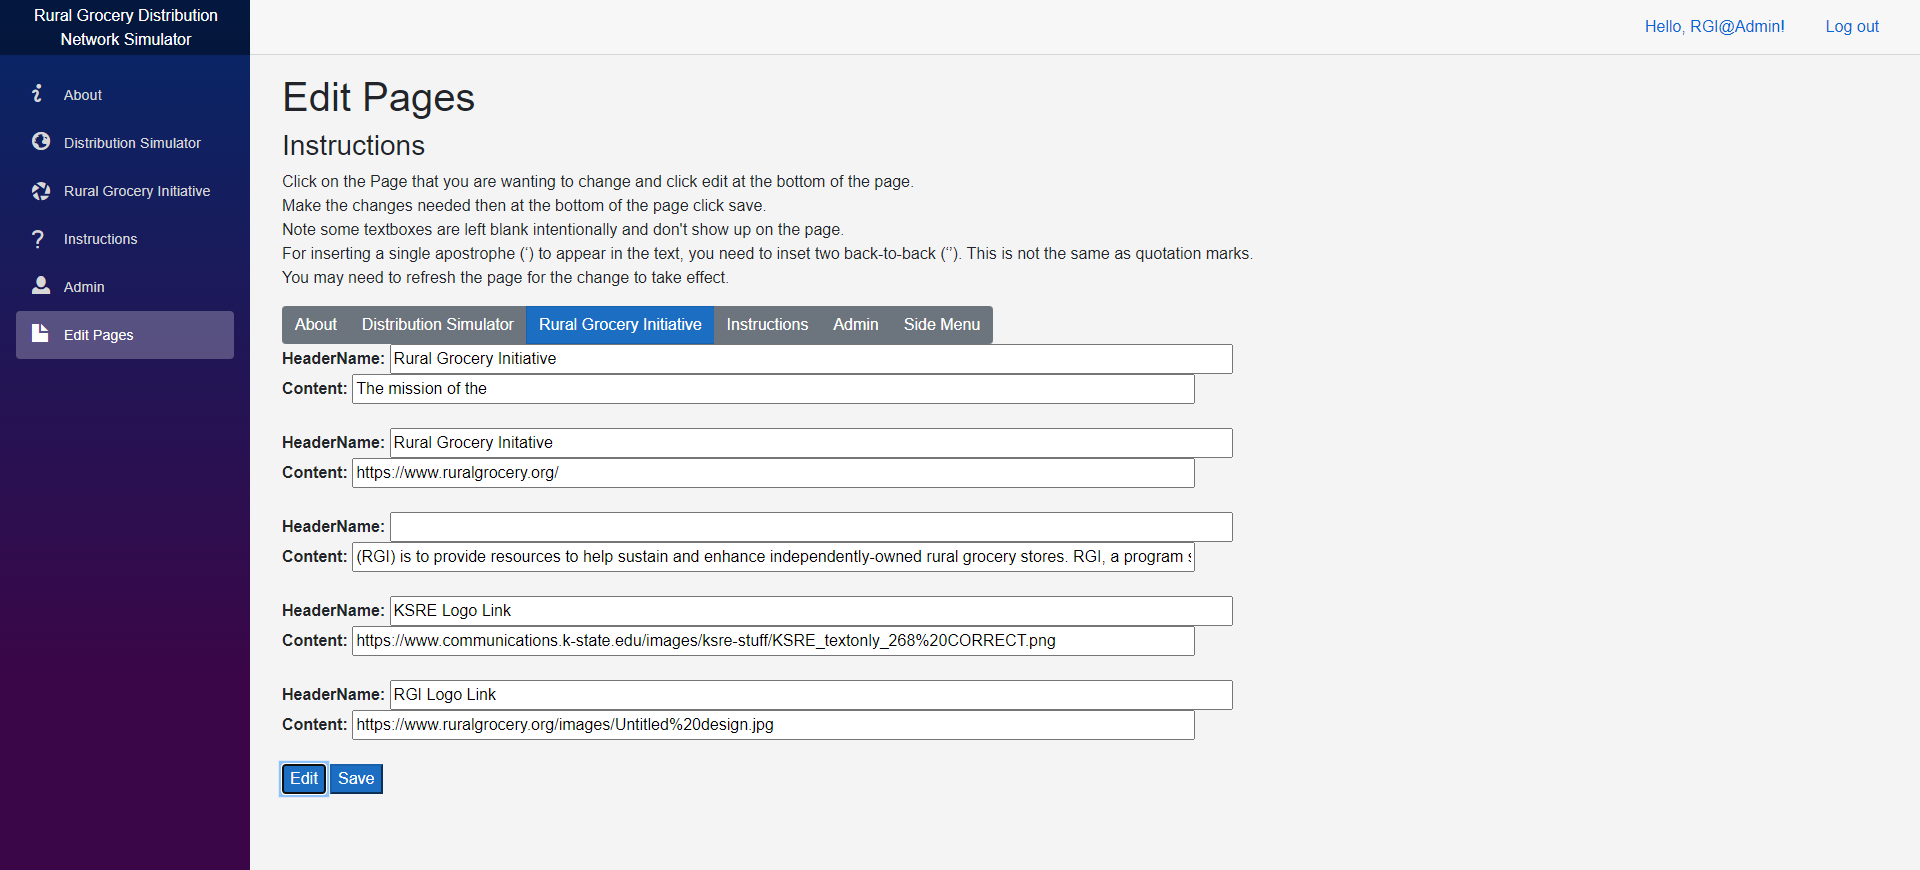 Rural Grocery Distribution
Network Simulator
Hello, RGI@Admin!
Log out
About
Distribution Simulator
Rural Grocery Initiative
Instructions
Admin
Edit Pages
Edit Pages
Instructions
Click on the Page that you are wanting to change and click edit at the bottom of the page.
Make the changes needed then at the bottom of the page click save.
Note some textboxes are left blank intentionally and don't show up on the page.
For inserting a single apostrophe (‘) to appear in the text, you need to inset two back-to-back (‘’). This is not the same as quotation marks.
You may need to refresh the page for the change to take effect.
About Distribution Simulator Rural Grocery Initiative Instructions Admin Side Menu
HeaderName: Rural Grocery Initiative
Content: The mission of the
HeaderName: Rural Grocery Initative
Content: https://www.ruralgrocery.org/
HeaderName:
Content: (RGI) is to provide resources to help sustain and enhance independently-owned rural grocery stores. RGI, a program
HeaderName: KSRE Logo Link
Content: https://www.communications.k-state.edu/images/ksre-stuff/KSRE_textonly_268%20CORRECT.png
HeaderName: RGI Logo Link
Content: https://www.ruralgrocery.org/images/Untitled%20design.jpg
Edit Save